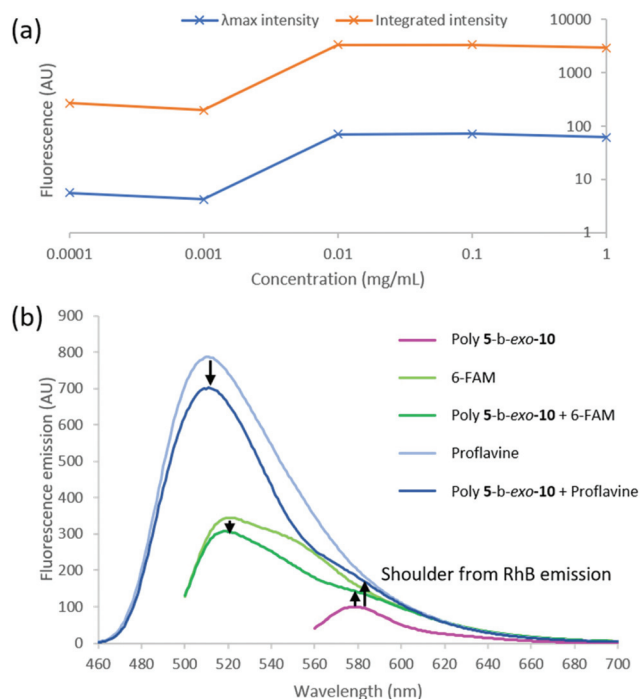 (a)
λmax intensity
Integrated intensity
10000
1000
100
10
1
Fluorescence (AU)
0.0001
0.001
0.01
0.1
1
Concentration (mg/mL)
(b)
900
800
700
600
500
400
300
200
100
0
Fluorescence emission (AU)
Poly 5-b-exo-10
6-FAM
Poly 5-b-exo-10 + 6-FAM
Proflavine
Poly 5-b-exo-10 + Proflavine
Shoulder from RhB emission
460
480
500
520
540
560
580
600
620
640
660
680
700
Wavelength (nm)